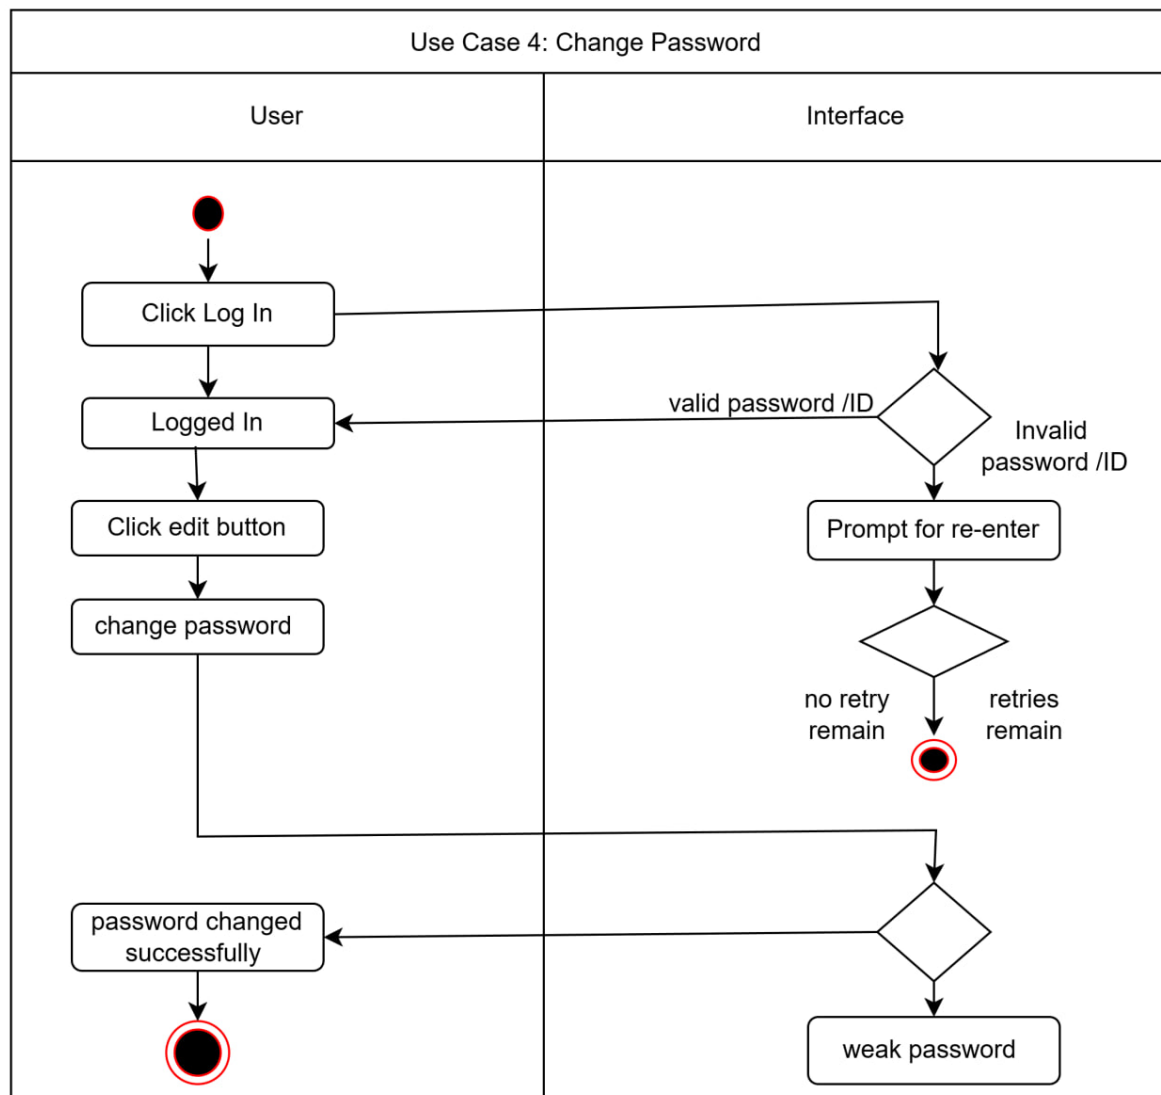 Use Case 4: Change Password
User
Interface
Click Log In
valid password /ID
Logged In
Invalid
password /ID
Click edit button
Prompt for re-enter
change password
no retry
remain
retries
remain
password changed
successfully
weak password